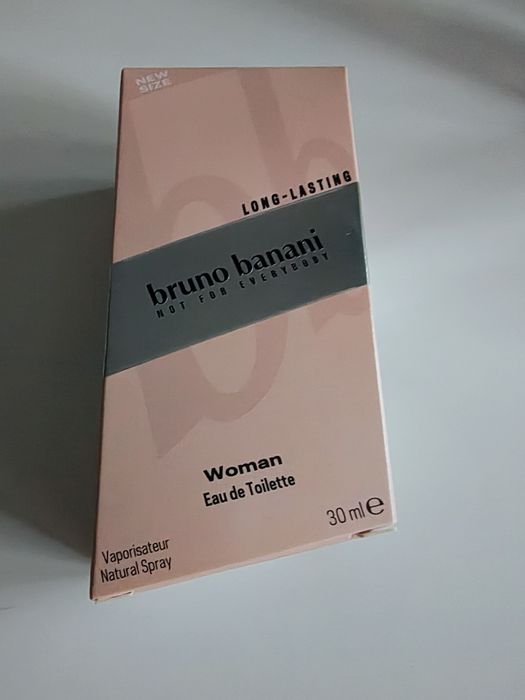 NEW
SIZE
LONG-LASTING
bruno banani
NOT FOR EVERYBODY
Woman
Eau de Toilette
30 ml ℮
Vaporisateur
Natural Spray